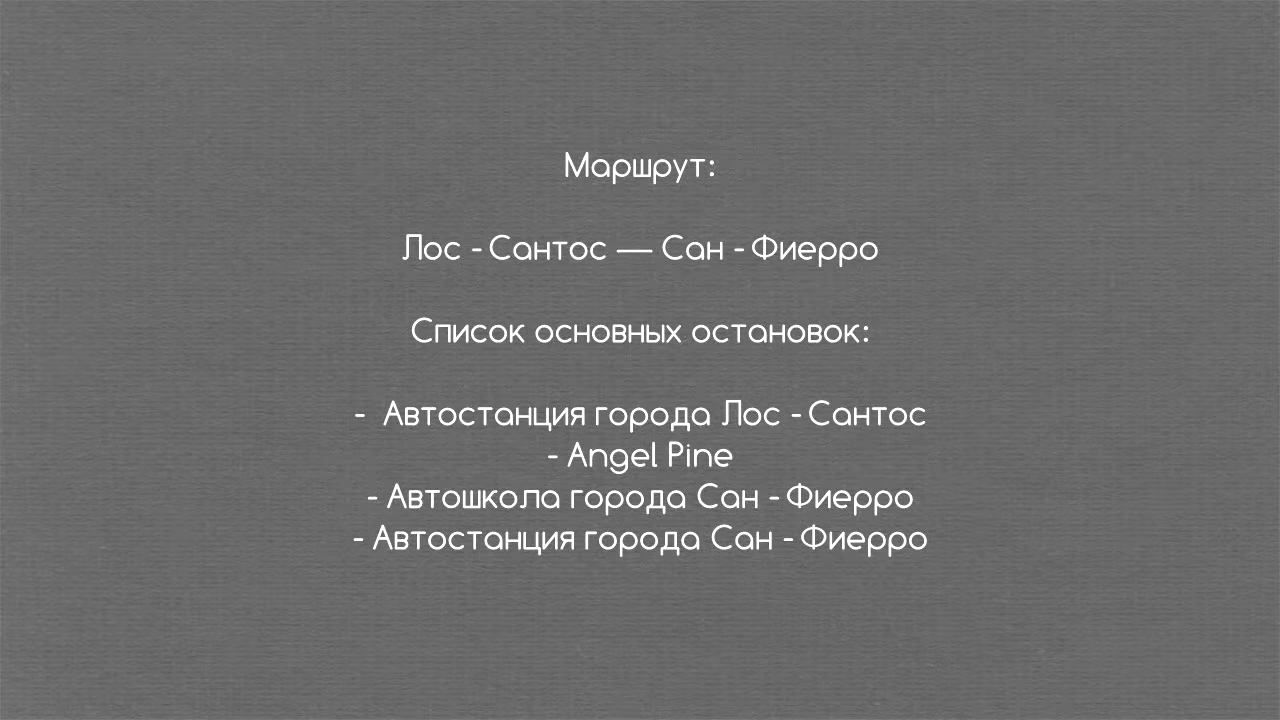 Маршрут:
Лос - Сантос — Сан - Фиерро
Список основных остановок:
- Автостанция города Лос - Сантос
- Angel Pine
- Автошкола города Сан - Фиерро
- Автостанция города Сан - Фиерро